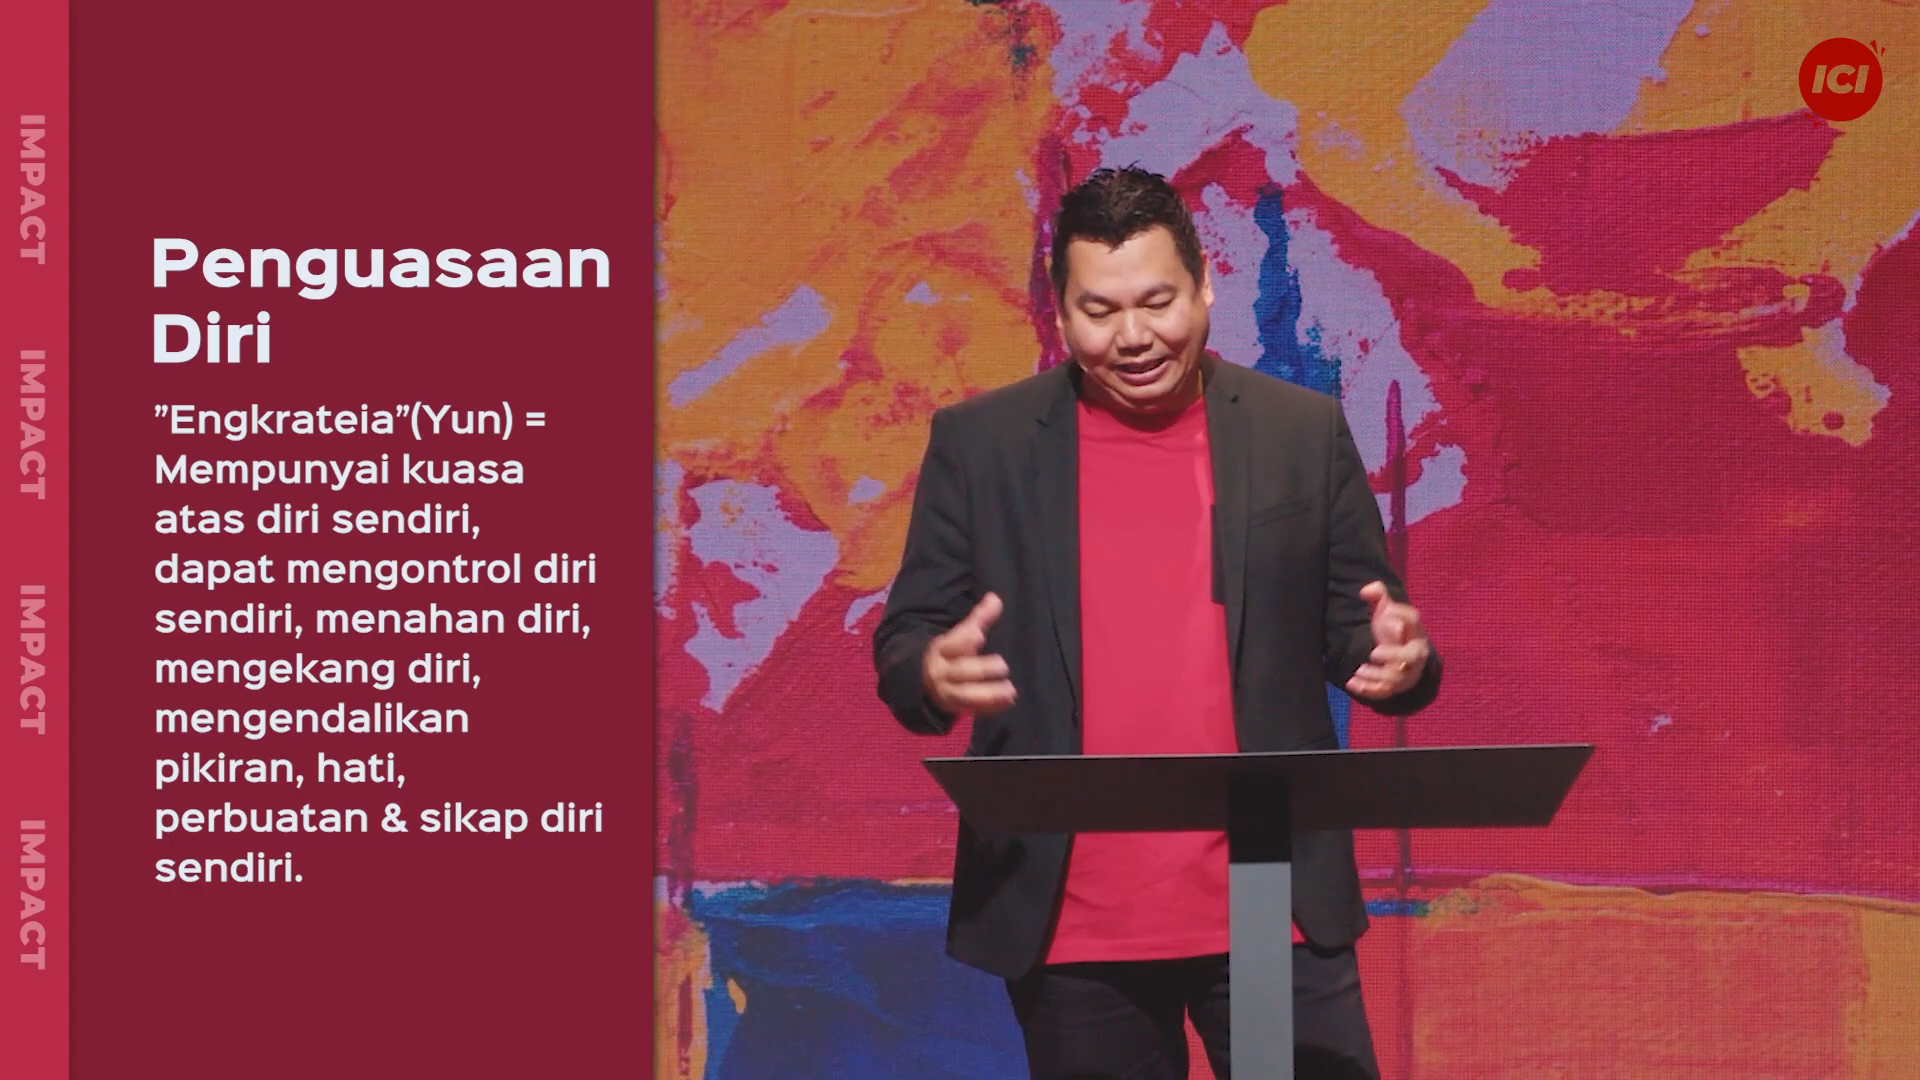 IMPACT
IMPACT
IMPACT
IMPACT
Penguasaan
Diri
”Engkrateia”(Yun) =
Mempunyai kuasa
atas diri sendiri,
dapat mengontrol diri
sendiri, menahan diri,
mengekang diri,
mengendalikan
pikiran, hati,
perbuatan & sikap diri
sendiri.
ICI